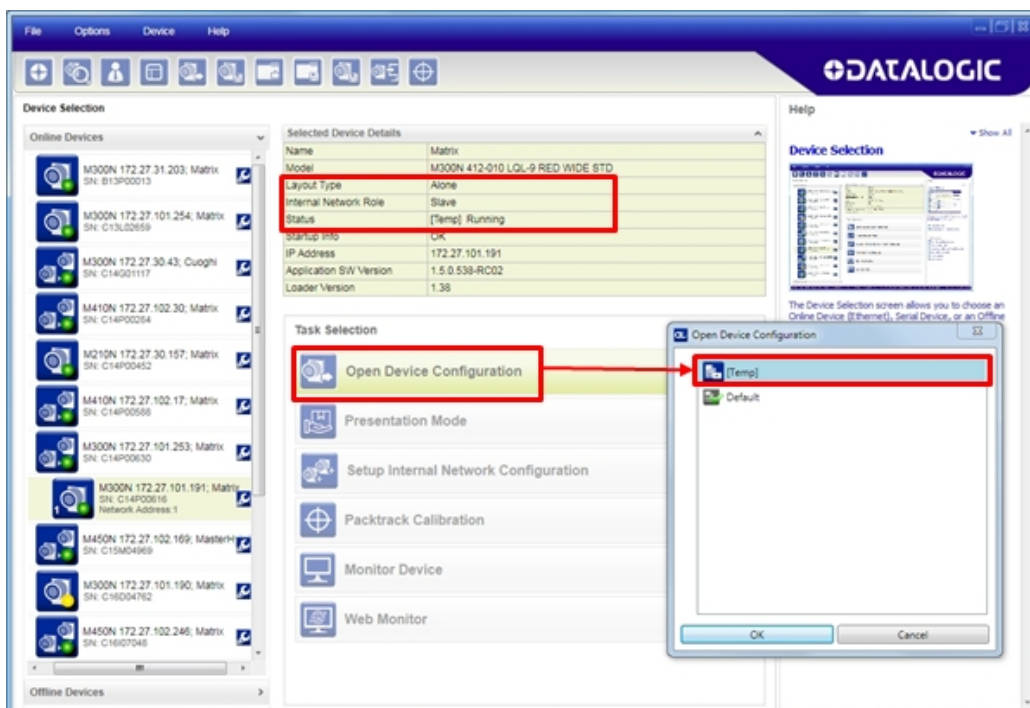 File Options Device Help
DATALOGIC
Device Selection
Online Devices
M300N 172.27.31.203; Matrix
SN: B13P00013
M300N 172.27.101.254; Matrix
SN: C13L02659
M300N 172.27.30.43; Cuoghi
SN: C14G01117
M410N 172.27.102.30; Matrix
SN: C14P00264
M210N 172.27.30.157; Matrix
SN: C14P00452
M410N 172.27.102.17; Matrix
SN: C14P00588
M300N 172.27.101.253; Matrix
SN: C14P00630
M300N 172.27.101.191; Matrix
SN: C14P00616
1 Network Address:1
M450N 172.27.102.169;
SN: C15M04969
M300N 172.27.101.190; Matrix
SN: C16D04762
M450N 172.27.102.246; Matrix
SN: C16I07048
Offline Devices
Selected Device Details
Name Matrix
Model M300N 412-010 LQL-9 RED WIDE STD
Layout Type Alone
Internal Network Role Slave
Status [Temp] Running
Startup Info OK
IP Address 172.27.101.191
Application SW Version 1.5.0.538-RC02
Loader Version 1.38
Task Selection
Open Device Configuration
Presentation Mode
Setup Internal Network Configuration
Packtrack Calibration
Monitor Device
Web Monitor
Help
Show All
Device Selection
The Device Selection screen allows you to choose an
Online Device (Ethernet), Serial Device, or an Offline
Open Device Configuration
[Temp]
Default
OK Cancel